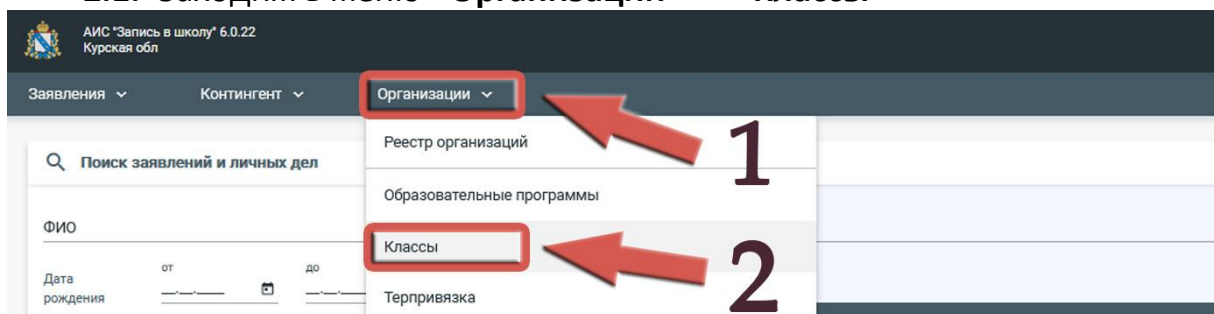 АИС "Запись в школу" 6.0.22
Курская обл
Заявления Контингент Организации
Реестр организаций
1
Поиск заявлений и личных дел
Образовательные программы
ФИО
Классы
2
от до
Дата рождения
Терпривязка